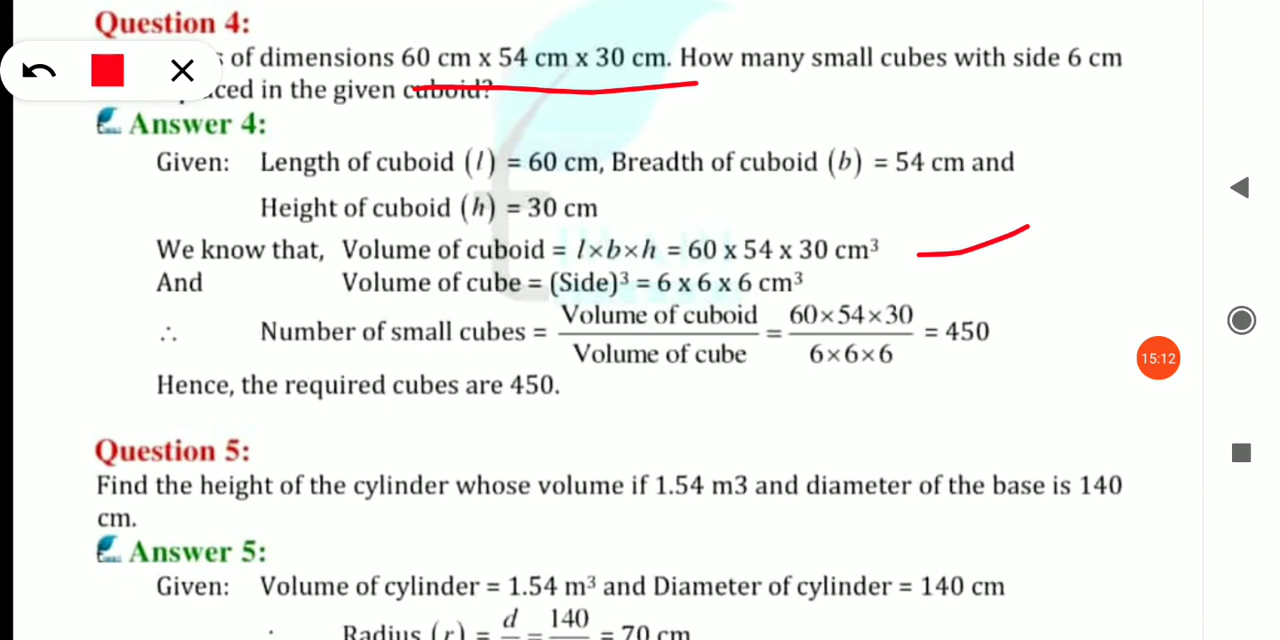 Question 4:
of dimensions 60 cm x 54 cm x 30 cm. How many small cubes with side 6 cm
ced in the given cuboid?
Answer 4:
Given: Length of cuboid (l) = 60 cm, Breadth of cuboid (b) = 54 cm and
Height of cuboid (h) = 30 cm
We know that, Volume of cuboid = l×b×h = 60 x 54 x 30 cm³
And Volume of cube = (Side)³ = 6 x 6 x 6 cm³
∴ Number of small cubes = Volume of cuboid / Volume of cube = 60×54×30 / 6×6×6 = 450
15:12
Hence, the required cubes are 450.
Question 5:
Find the height of the cylinder whose volume if 1.54 m3 and diameter of the base is 140
cm.
Answer 5:
Given: Volume of cylinder = 1.54 m³ and Diameter of cylinder = 140 cm
Radius (r) = d = 140 = 70 cm